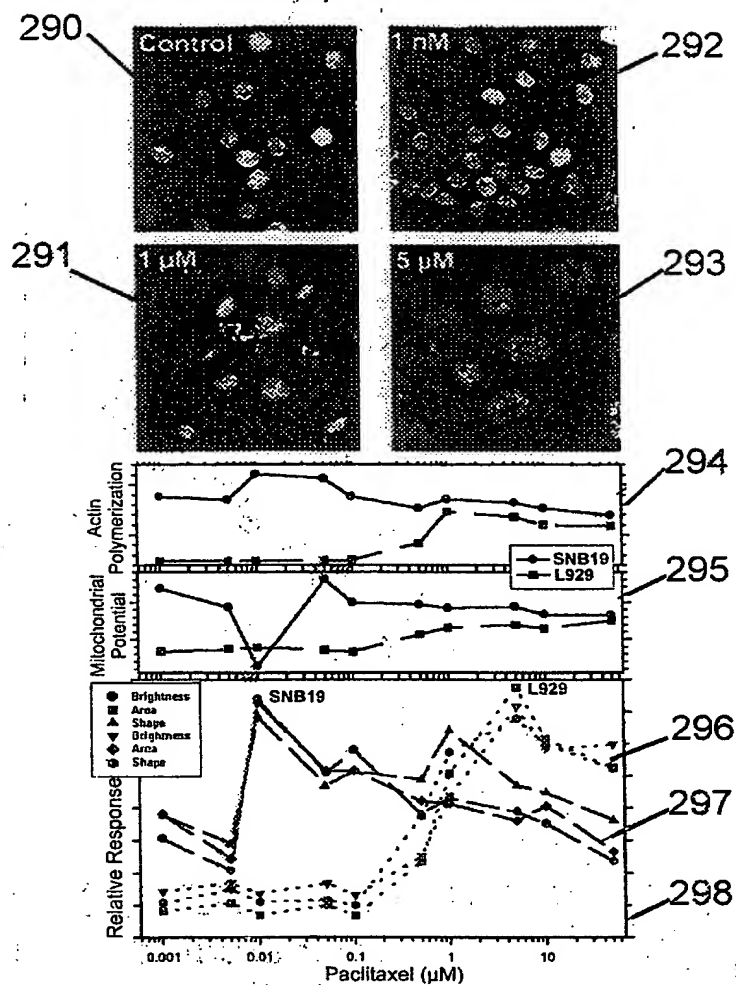 290
Control
1 nM
292
291
1 µM
5 µM
293
Actin
Polymerization
294
SNB19
L929
Mitochondrial
Potential
295
Brightness
Area
Shape
Brighness
Area
Shape
SNB19
L929
296
297
Relative Response
298
0.001
0.01
0.1
1
10
Paclitaxel (µM)